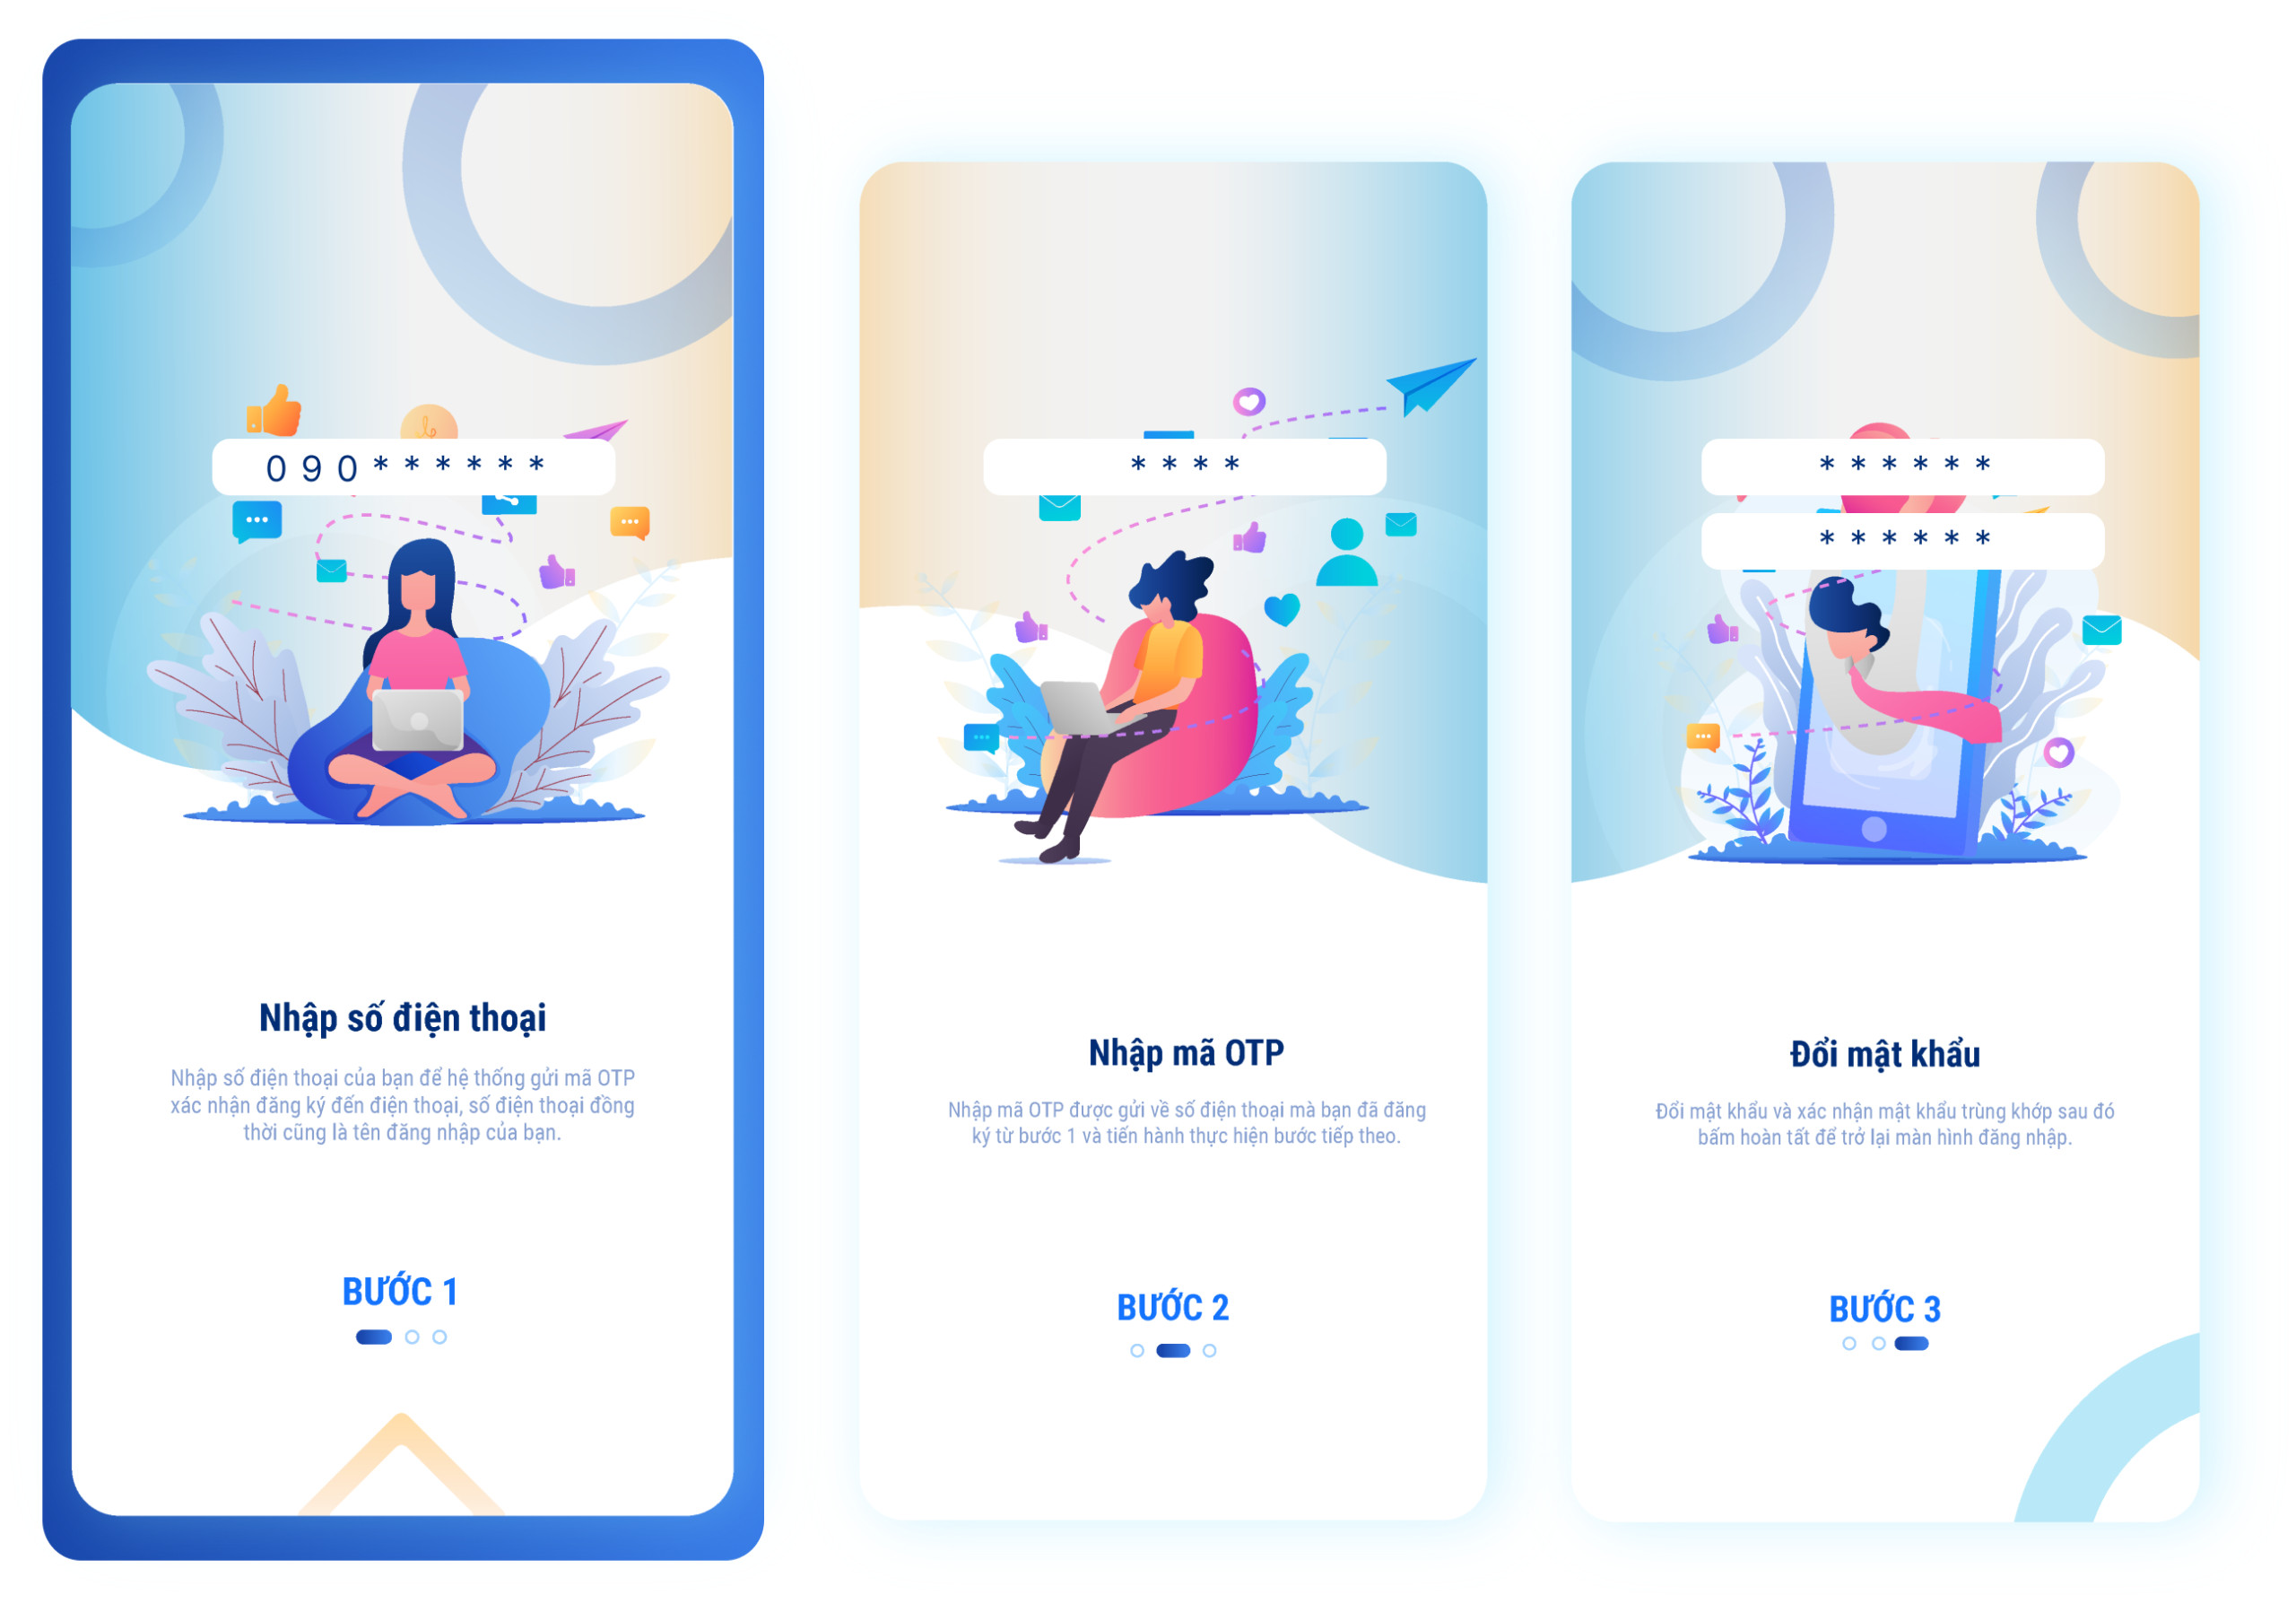 090******
Nhập số điện thoại
Nhập số điện thoại của bạn để hệ thống gửi mã OTP
xác nhận đăng ký đến điện thoại, số điện thoại đồng
thời cũng là tên đăng nhập của bạn.
BƯỚC 1
****
Nhập mã OTP
Nhập mã OTP được gửi về số điện thoại mà bạn đã đăng
ký từ bước 1 và tiến hành thực hiện bước tiếp theo.
BƯỚC 2
******
******
Đổi mật khẩu
Đổi mật khẩu và xác nhận mật khẩu trùng khớp sau đó
bấm hoàn tất để trở lại màn hình đăng nhập.
BƯỚC 3